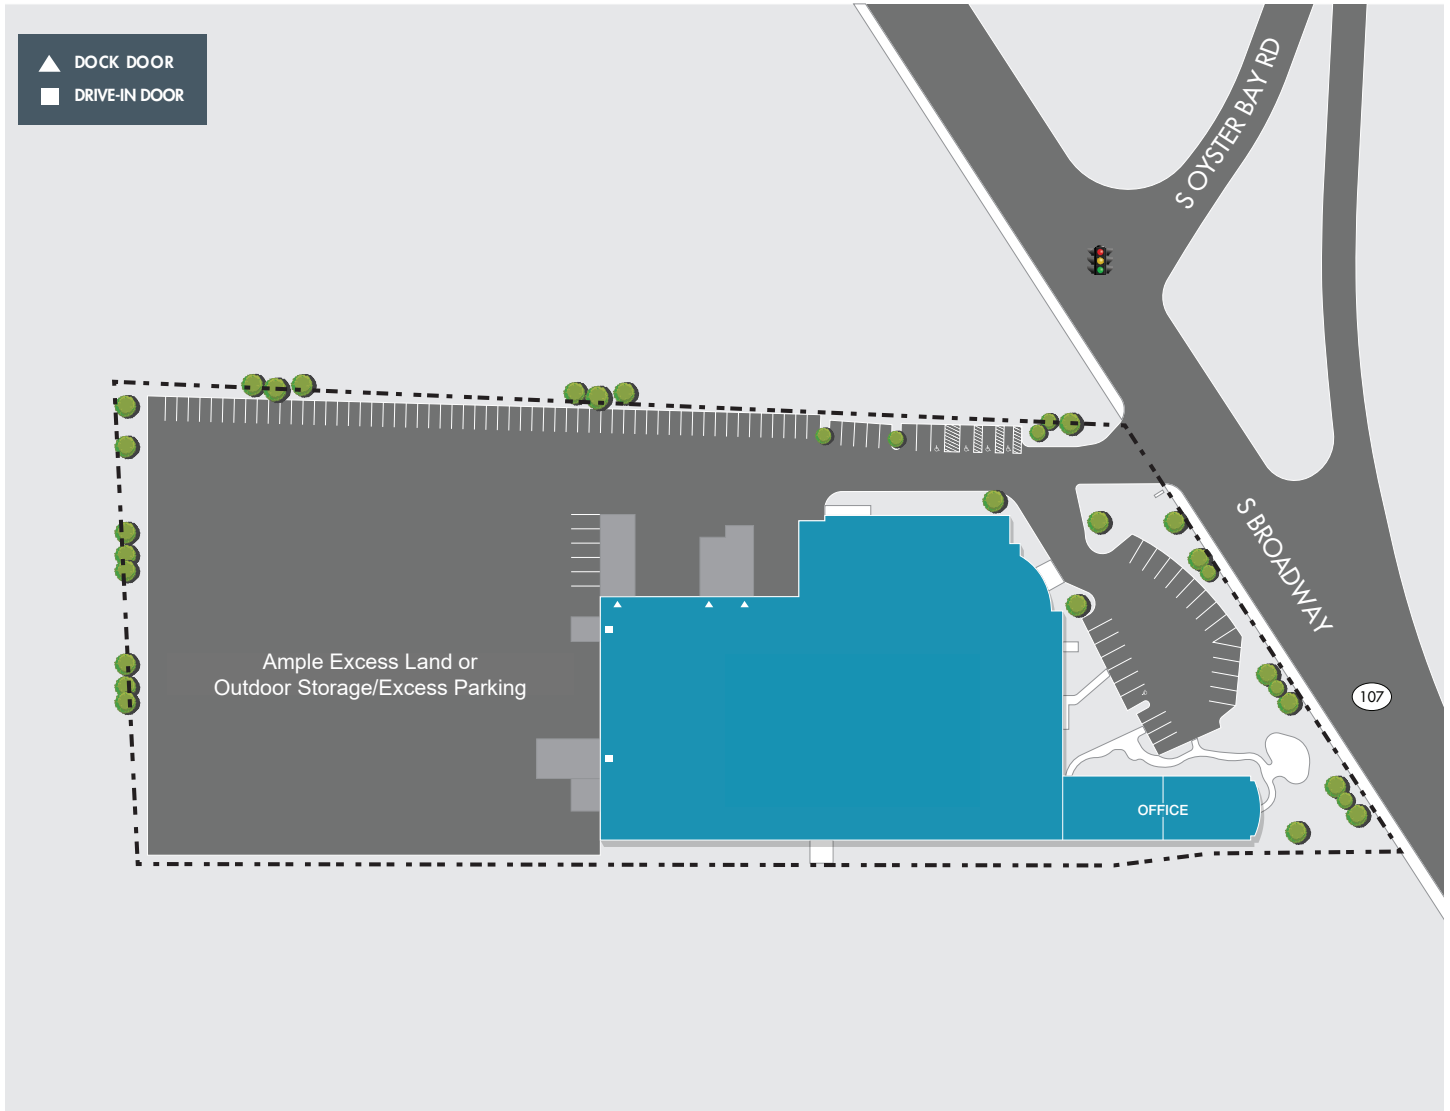 DOCK DOOR
DRIVE-IN DOOR
S OYSTER BAY RD
S BROADWAY
107
Ample Excess Land or
Outdoor Storage/Excess Parking
OFFICE